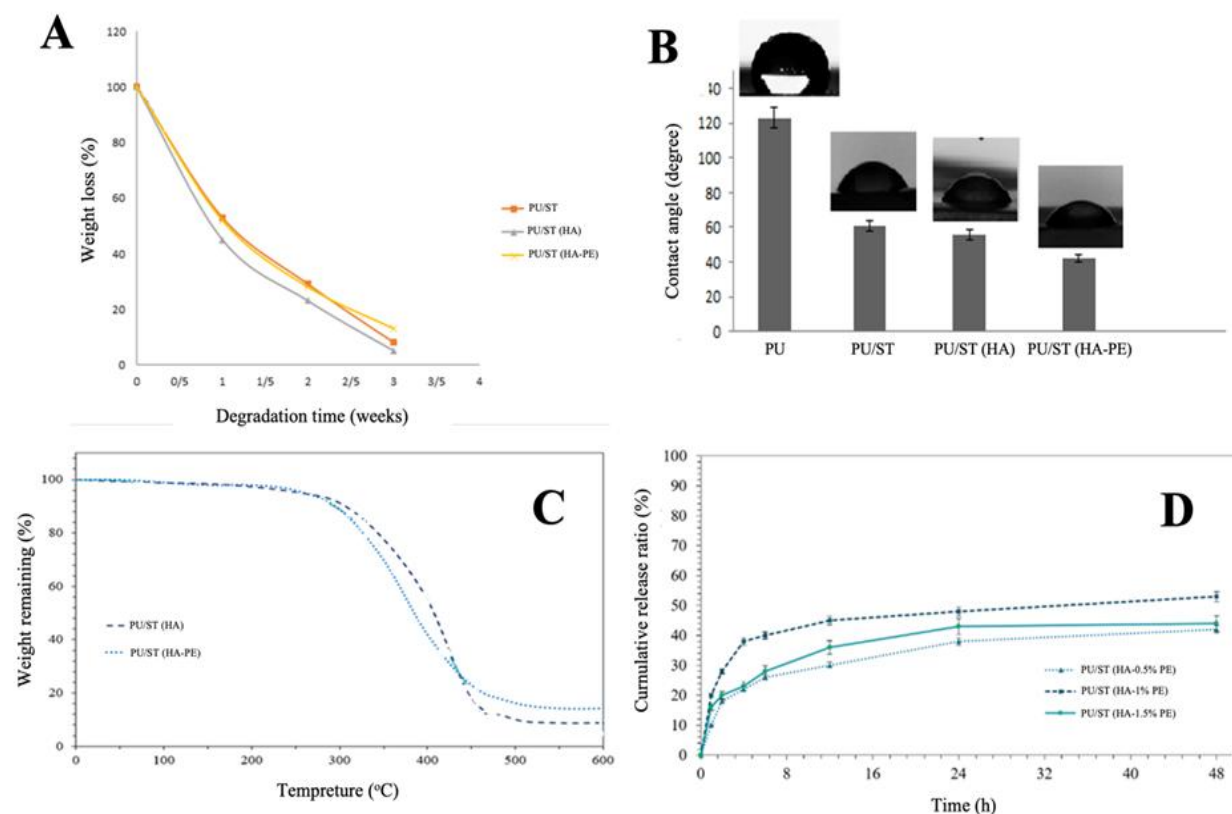 A
120
100
80
60
40
20
0
Weight loss (%)
0
0/5
1
1/5
2
2/5
3
3/5
4
Degradation time (weeks)
PU/ST
PU/ST (HA)
PU/ST (HA-PE)
B
40
120
100
80
60
40
20
0
Contact angle (degree)
PU
PU/ST
PU/ST (HA)
PU/ST (HA-PE)
C
100
80
60
40
20
0
Weight remaining (%)
PU/ST (HA)
PU/ST (HA-PE)
0
100
200
300
400
500
600
Tempreture (°C)
D
100
90
80
70
60
50
40
30
20
10
0
Cumulative release ratio (%)
PU/ST (HA-0.5% PE)
PU/ST (HA-1% PE)
PU/ST (HA-1.5% PE)
0
8
16
24
32
40
48
Time (h)